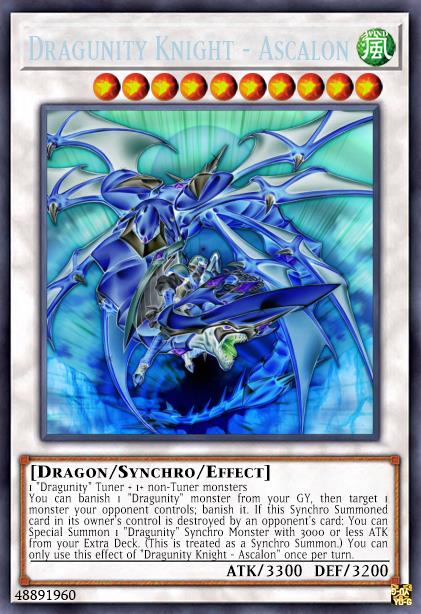 Dragunity Knight - Ascalon
WIND
風
[Dragon/Synchro/Effect]
1 "Dragunity" Tuner + 1+ non-Tuner monsters
You can banish 1 "Dragunity" monster from your GY, then target 1
monster your opponent controls; banish it. If this Synchro Summoned
card in its owner's control is destroyed by an opponent's card: You can
Special Summon 1 "Dragunity" Synchro Monster with 3000 or less ATK
from your Extra Deck. (This is treated as a Synchro Summon.) You can
only use this effect of "Dragunity Knight - Ascalon" once per turn.
ATK/3300 DEF/3200
48891960